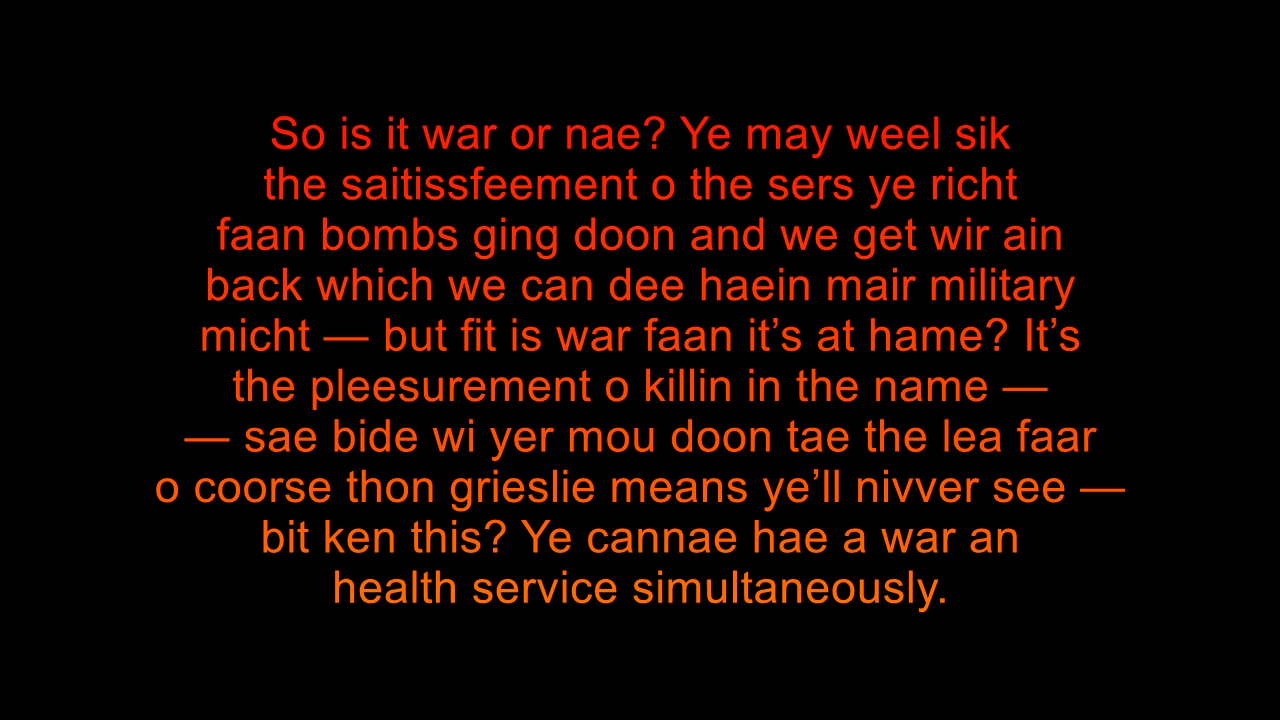 So is it war or nae? Ye may weel sik
the saitissfeement o the sers ye richt
faan bombs ging doon and we get wir ain
back which we can dee haein mair military
micht — but fit is war faan it’s at hame? It’s
the pleesurement o killin in the name —
— sae bide wi yer mou doon tae the lea faar
o coorse thon grieslie means ye’ll nivver see —
bit ken this? Ye cannae hae a war an
health service simultaneously.